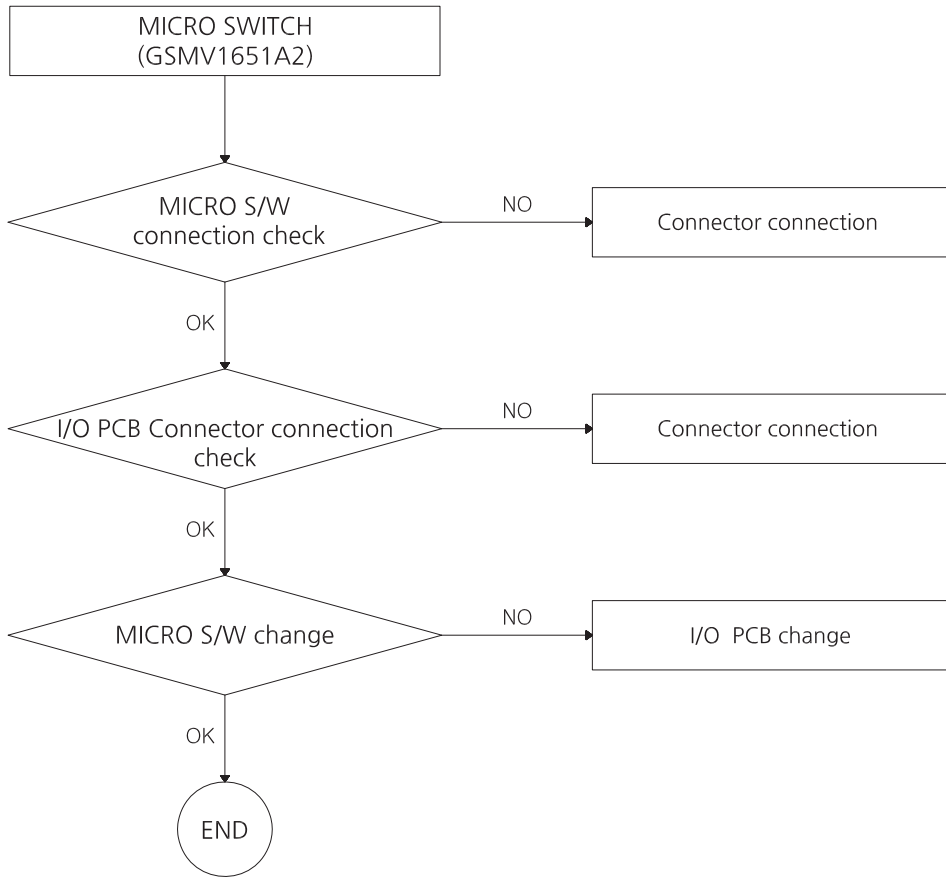 MICRO SWITCH
(GSMV1651A2)
MICRO S/W
connection check
NO
Connector connection
OK
I/O PCB Connector connection
check
NO
Connector connection
OK
MICRO S/W change
NO
I/O PCB change
OK
END